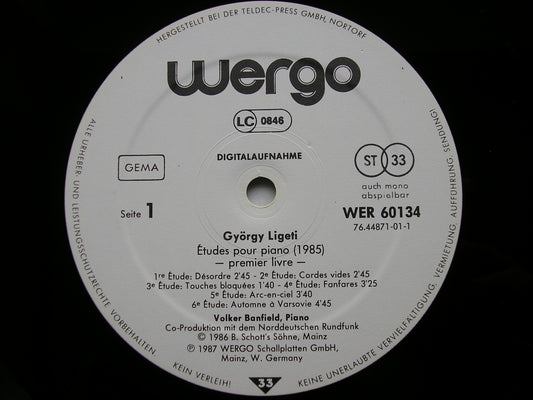 HERGESTELLT BEI DER TELDEC-PRESS GMBH, NORTORF
wergo
LC 0846
DIGITALAUFNAHME
GEMA
ST 33
auch mono
abspielbar
Seite 1
WER 60134
76.44871-01-1
György Ligeti
Études pour piano (1985)
— premier livre —
1re Étude: Désordre 2'45 - 2e Étude: Cordes vides 2'45
3e Étude: Touches bloquées 1'40 - 4e Étude: Fanfares 3'25
5e Étude: Arc-en-ciel 3'40
6e Étude: Automne à Varsovie 4'45
Volker Banfield, Piano
Co-Produktion mit dem Norddeutschen Rundfunk
© 1986 B. Schott's Söhne, Mainz
℗ 1987 WERGO Schallplatten GmbH,
Mainz, W. Germany
33
ALLE URHEBER- UND LEISTUNGSSCHUTZRECHTE VORBEHALTEN.
KEIN VERLEIH!
KEINE UNERLAUBTE VERVIELFÄLTIGUNG, VERMIETUNG, AUFFÜHRUNG, SENDUNG!